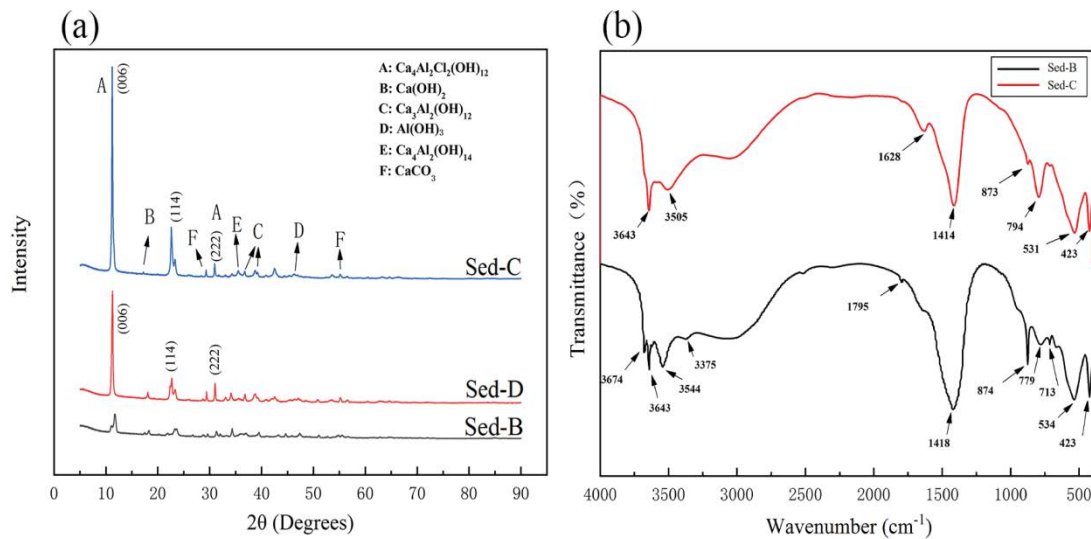 (a)
Intensity
A
(006)
B
F
(114)
A
(222)
E
C
D
F
A: Ca₄Al₂Cl₂(OH)₁₂
B: Ca(OH)₂
C: Ca₃Al₂(OH)₁₂
D: Al(OH)₃
E: Ca₄Al₂(OH)₁₄
F: CaCO₃
Sed-C
(006)
(114)
(222)
Sed-D
Sed-B
0 10 20 30 40 50 60 70 80 90
2θ (Degrees)
(b)
Transmittance (%)
Sed-B
Sed-C
3643
3505
1628
1414
873
794
531
423
3674
3643
3544
3375
1795
1418
874
779
713
534
423
4000 3500 3000 2500 2000 1500 1000 500
Wavenumber (cm⁻¹)